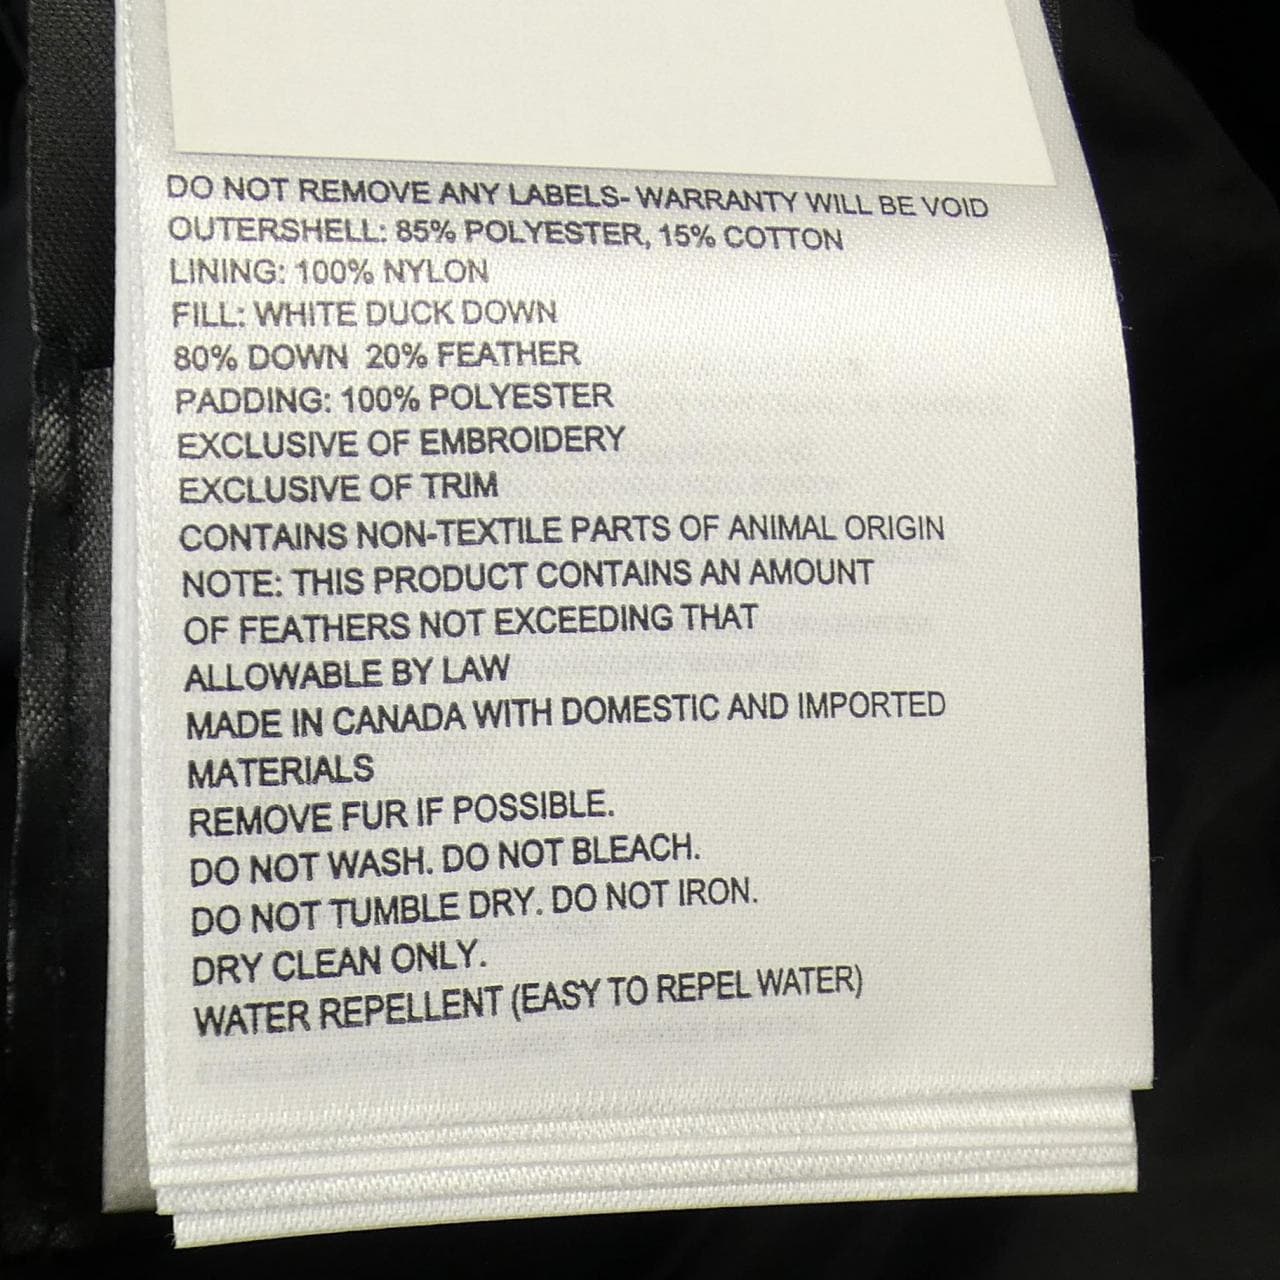 DO NOT REMOVE ANY LABELS- WARRANTY WILL BE VOID
OUTERSHELL: 85% POLYESTER, 15% COTTON
LINING: 100% NYLON
FILL: WHITE DUCK DOWN
80% DOWN 20% FEATHER
PADDING: 100% POLYESTER
EXCLUSIVE OF EMBROIDERY
EXCLUSIVE OF TRIM
CONTAINS NON-TEXTILE PARTS OF ANIMAL ORIGIN
NOTE: THIS PRODUCT CONTAINS AN AMOUNT
OF FEATHERS NOT EXCEEDING THAT
ALLOWABLE BY LAW
MADE IN CANADA WITH DOMESTIC AND IMPORTED
MATERIALS
REMOVE FUR IF POSSIBLE.
DO NOT WASH. DO NOT BLEACH.
DO NOT TUMBLE DRY. DO NOT IRON.
DRY CLEAN ONLY.
WATER REPELLENT (EASY TO REPEL WATER)